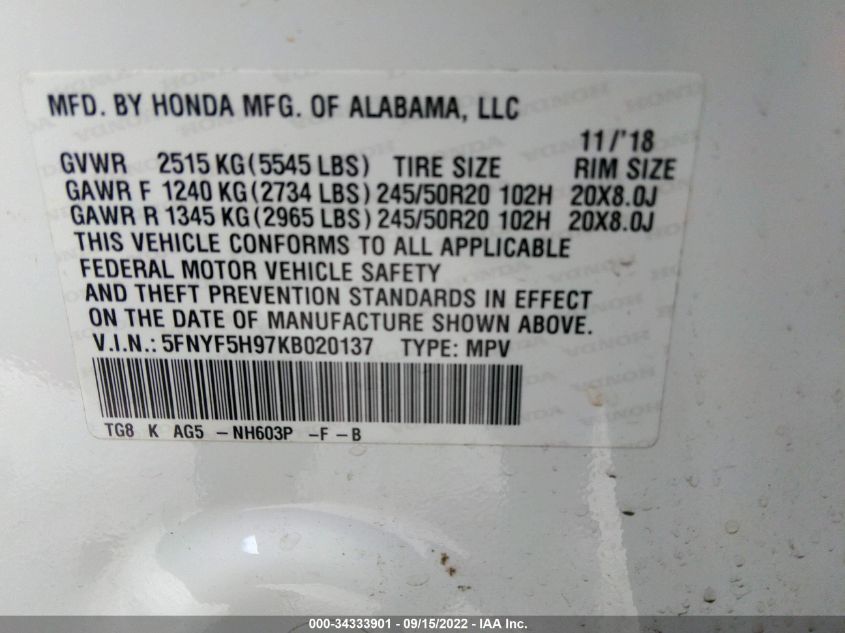 MFD. BY HONDA MFG. OF ALABAMA, LLC
11/'18
GVWR 2515 KG(5545 LBS) TIRE SIZE RIM SIZE
GAWR F 1240 KG(2734 LBS) 245/50R20 102H 20X8.0J
GAWR R 1345 KG(2965 LBS) 245/50R20 102H 20X8.0J
THIS VEHICLE CONFORMS TO ALL APPLICABLE
FEDERAL MOTOR VEHICLE SAFETY
AND THEFT PREVENTION STANDARDS IN EFFECT
ON THE DATE OF MANUFACTURE SHOWN ABOVE.
V.I.N.: 5FNYF5H97KB020137 TYPE: MPV
TG8 K AG5 -NH603P -F-B
000-34333901 - 09/15/2022 - IAA Inc.